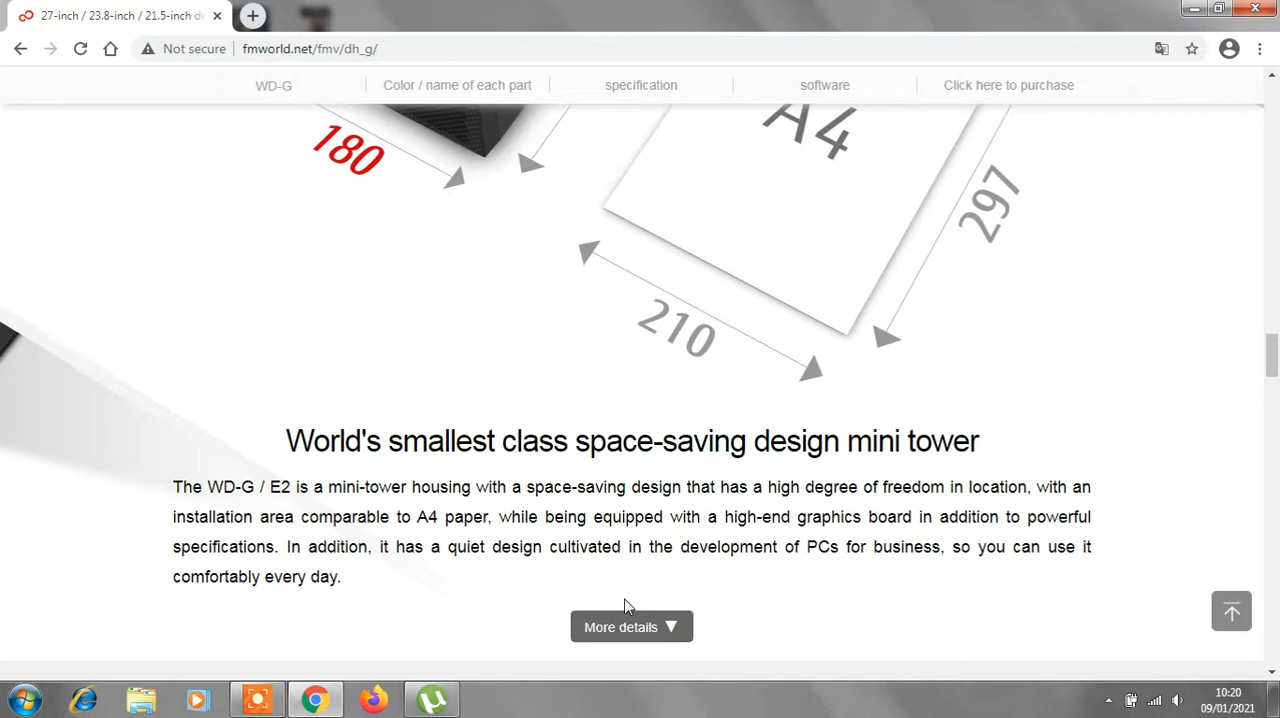 27-inch / 23.8-inch / 21.5-inch de
Not secure
fmworld.net/fmv/dh_g/
WD-G
Color / name of each part
specification
software
Click here to purchase
180
A4
297
210
World's smallest class space-saving design mini tower
The WD-G / E2 is a mini-tower housing with a space-saving design that has a high degree of freedom in location, with an
installation area comparable to A4 paper, while being equipped with a high-end graphics board in addition to powerful
specifications. In addition, it has a quiet design cultivated in the development of PCs for business, so you can use it
comfortably every day.
More details ▼
10:20
09/01/2021